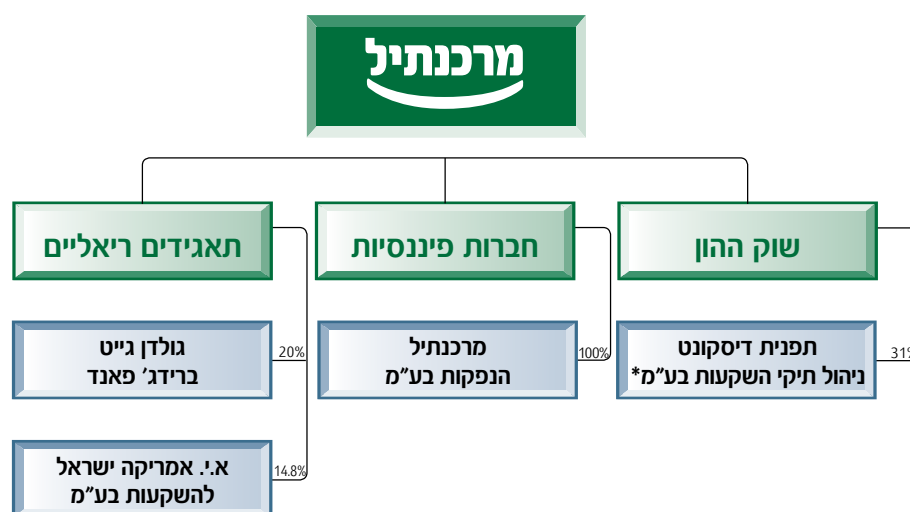 מרכנתיל
שוק ההון
חברות פיננסיות
תאגידים ריאליים
תפנית דיסקונט
ניהול תיקי השקעות בע"מ*
31%
מרכנתיל
הנפקות בע"מ
100%
גולדן גייט
ברידג' פאנד
20%
א.י. אמריקה ישראל
להשקעות בע"מ
14.8%